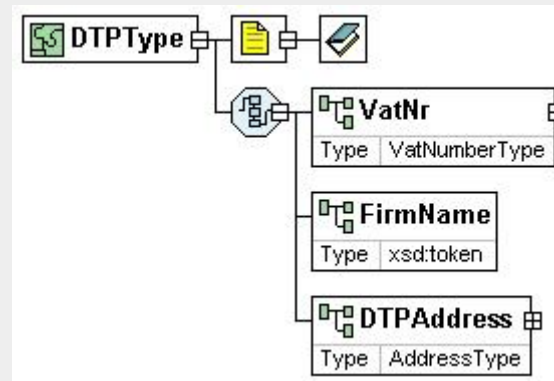 DTPType
VatNr
Type VatNumberType
FirmName
Type xsd:token
DTPAddress
Type AddressType